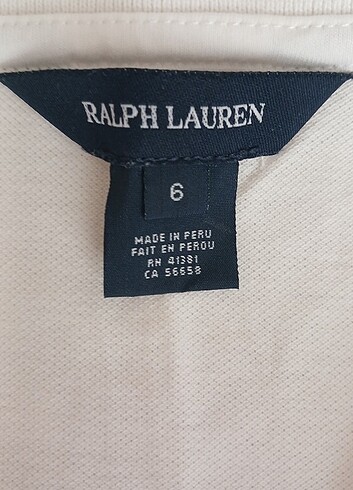 RALPH LAUREN
6
MADE IN PERU
FAIT EN PEROU
RN 41381
CA 56658